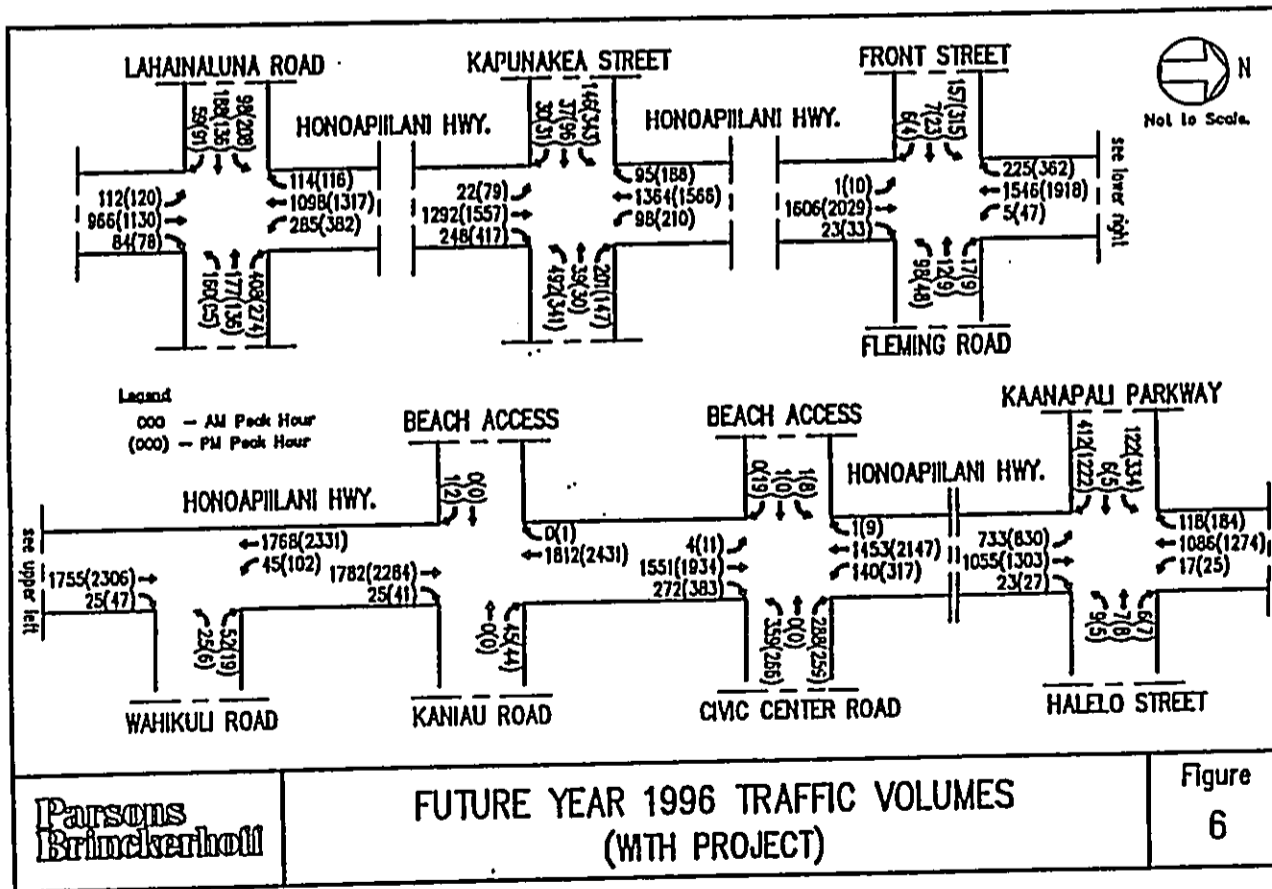 LAHAINALUNA ROAD
KAPUNAKEA STREET
FRONT STREET
N
Not to Scale.
HONOAPIILANI HWY.
HONOAPIILANI HWY.
59(91)
188(136)
98(208)
30(31)
37(96)
146(343)
6(4)
7(23)
157(315)
112(120)
966(1130)
84(78)
114(116)
1098(1317)
285(382)
22(79)
1292(1557)
248(417)
95(188)
1364(1566)
98(210)
1(10)
1606(2029)
23(33)
225(362)
1546(1918)
5(47)
see lower right
177(136)
408(274)
492(341)
39(30)
201(147)
98(48)
12(9)
17(9)
FLEMING ROAD
Legend
000 — AM Peak Hour
(000) — PM Peak Hour
BEACH ACCESS
BEACH ACCESS
KAANAPALI PARKWAY
HONOAPIILANI HWY.
HONOAPIILANI HWY.
1(2)
0(0)
0(19)
1(0)
1(8)
412(1222)
6(5)
122(334)
see upper left
1755(2306)
25(47)
1768(2331)
45(102)
1782(2284)
25(41)
0(1)
1812(2431)
4(11)
1551(1934)
272(383)
1(9)
1453(2147)
140(317)
733(830)
1055(1303)
23(27)
118(184)
1086(1274)
17(25)
25(6)
52(19)
0(0)
45(44)
0(0)
288(259)
9(5)
7(8)
6(7)
WAHIKULI ROAD
KANIAU ROAD
CIVIC CENTER ROAD
HALELO STREET
Parsons
Brinckerhoff
FUTURE YEAR 1996 TRAFFIC VOLUMES
(WITH PROJECT)
Figure
6